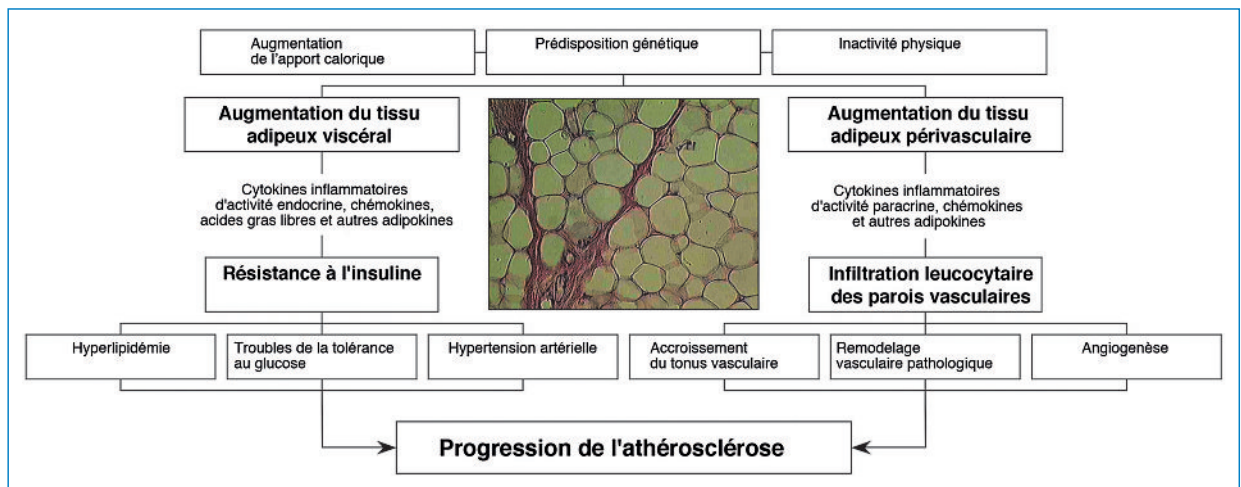 Augmentation
de l'apport calorique
Prédisposition génétique
Inactivité physique
Augmentation du tissu
adipeux viscéral
Augmentation du tissu
adipeux périvasculaire
Cytokines inflammatoires
d'activité endocrine, chémokines,
acides gras libres et autres adipokines
Cytokines inflammatoires
d'activité paracrine, chémokines
et autres adipokines
Résistance à l'insuline
Infiltration leucocytaire
des parois vasculaires
Hyperlipidémie
Troubles de la tolérance
au glucose
Hypertension artérielle
Accroissement
du tonus vasculaire
Remodelage
vasculaire pathologique
Angiogenèse
Progression de l'athérosclérose